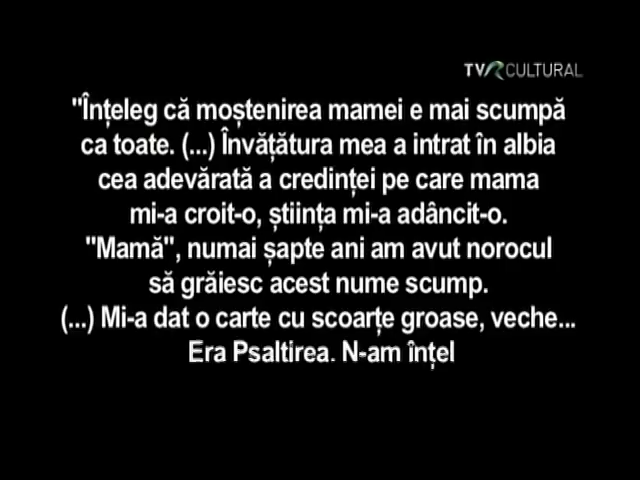 TVR CULTURAL
"Înțeleg că moștenirea mamei e mai scumpă
ca toate. (...) Învățătura mea a intrat în albia
cea adevărată a credinței pe care mama
mi-a croit-o, știința mi-a adâncit-o.
"Mamă", numai șapte ani am avut norocul
să grăiesc acest nume scump.
(...) Mi-a dat o carte cu scoarțe groase, veche...
Era Psaltirea. N-am înțel